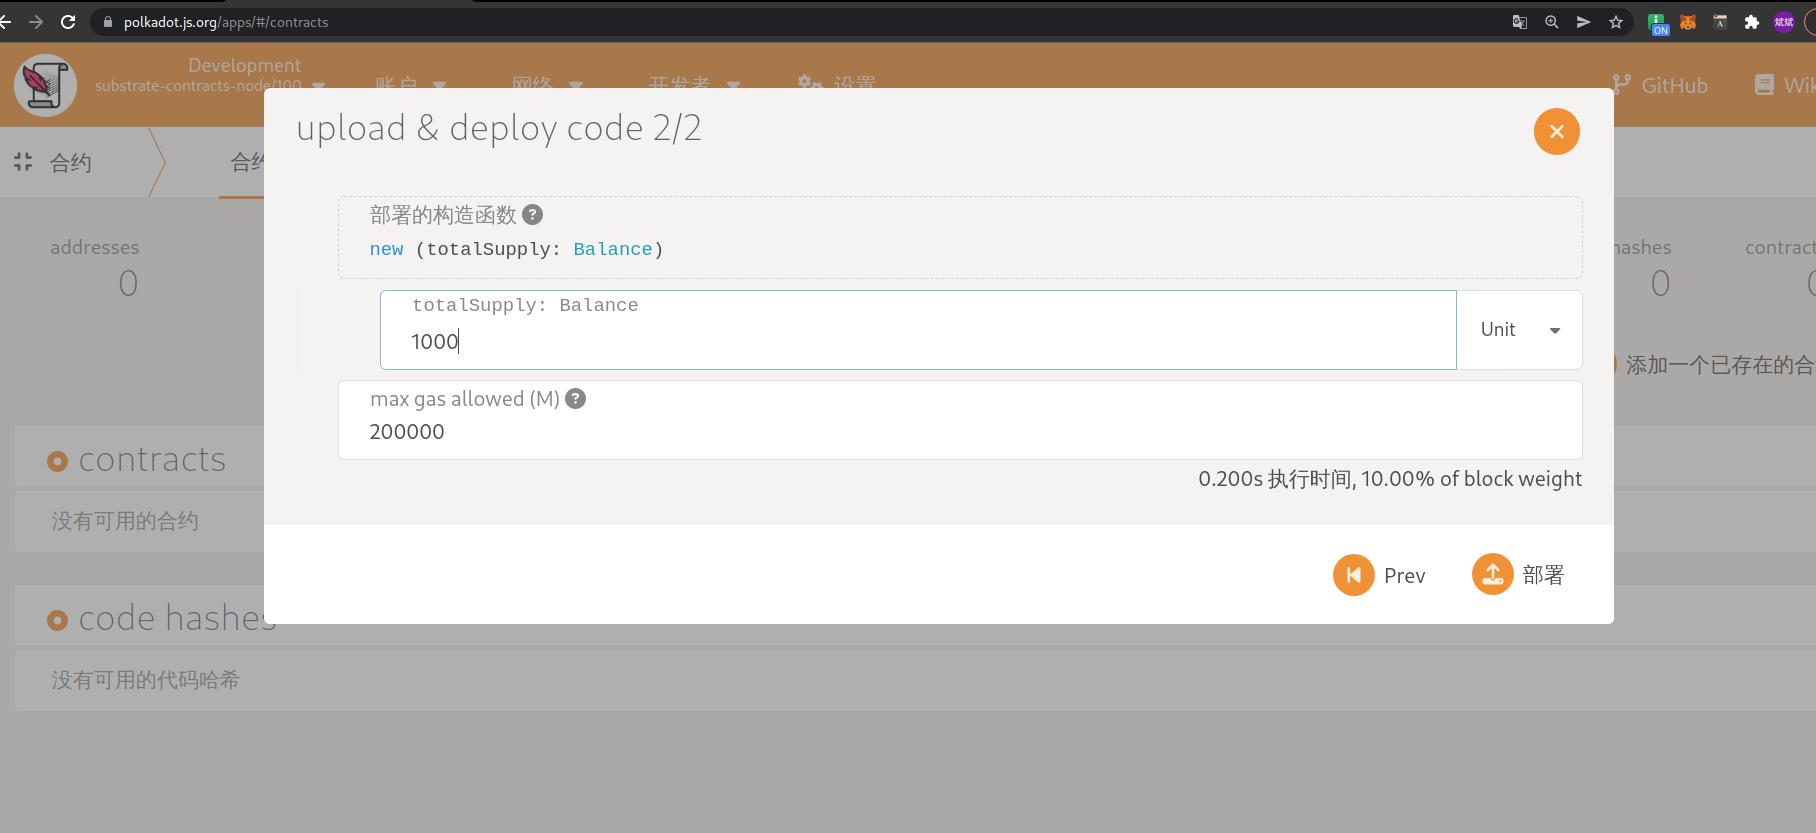 polkadot.js.org/apps/#/contracts
ON
斌斌
Development
substrate-contracts-node/100
账户
网络
开发者
设置
GitHub
upload & deploy code 2/2
合约
部署的构造函数
new (totalSupply: Balance)
addresses
0
hashes
0
totalSupply: Balance
1000
Unit
max gas allowed (M)
200000
0.200s 执行时间, 10.00% of block weight
添加一个已存在的合
contracts
没有可用的合约
Prev
部署
code hashes
没有可用的代码哈希